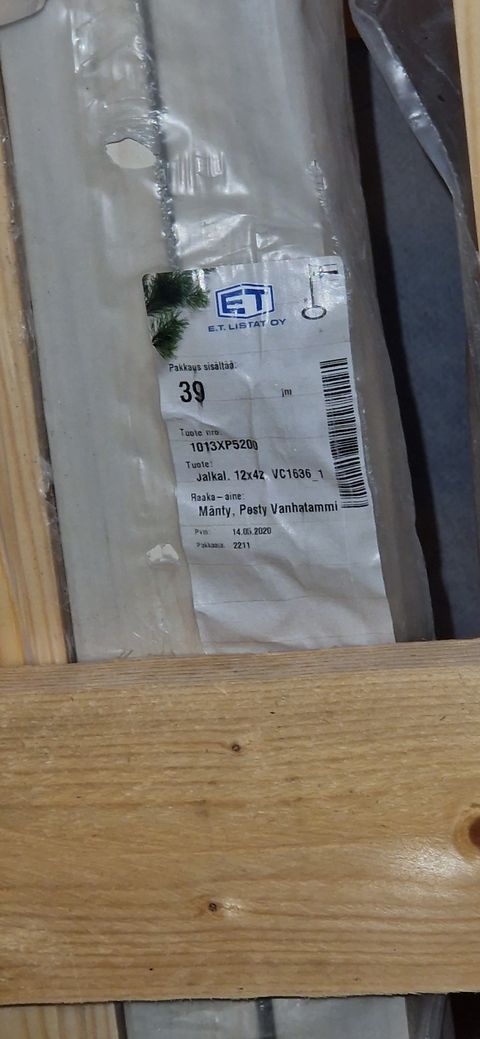 ET
E.T. LISTAT OY
Pakkaus sisältää:
39 jm
Tuote nro:
1013XP5200
Tuote:
Jalkal. 12x42 VC1636_1
Raaka-aine:
Mänty, Pesty Vanhatammi
Pvm: 14.05.2020
Pakkaaja: 2211